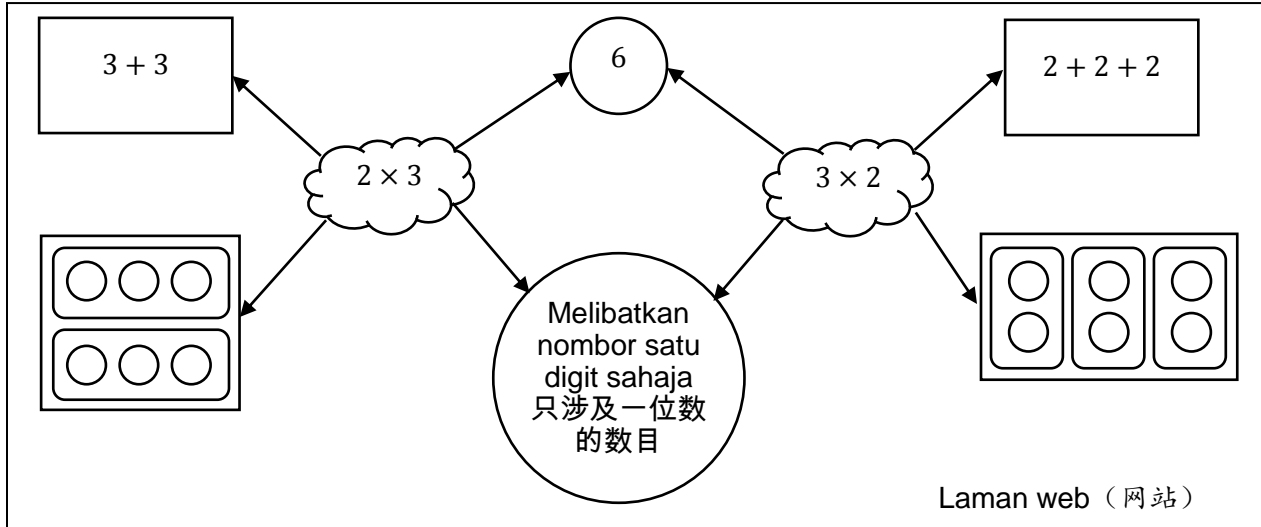 3 + 3
6
2 + 2 + 2
2 × 3
3 × 2
Melibatkan
nombor satu
digit sahaja
只涉及一位数
的数目
Laman web（网站）